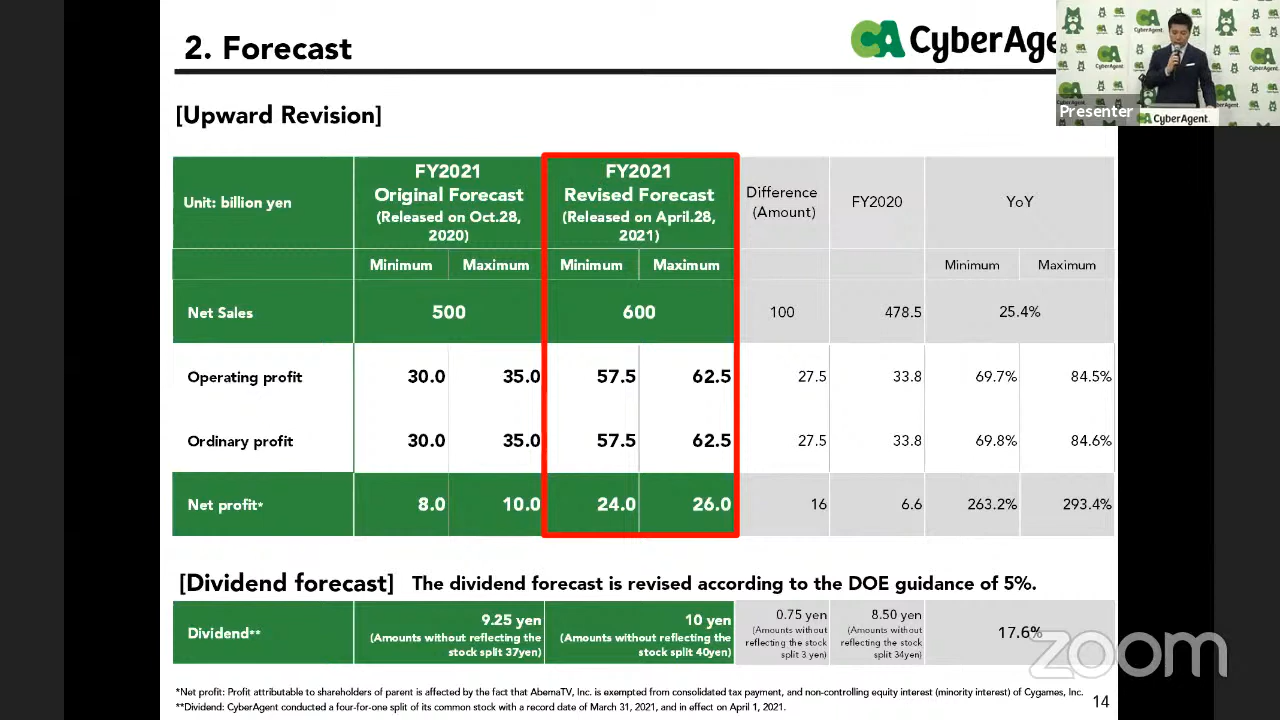 2. Forecast
CyberAge
Presenter
CyberAgent.
[Upward Revision]
Unit: billion yen
FY2021
Original Forecast
(Released on Oct.28,
2020)
FY2021
Revised Forecast
(Released on April.28,
2021)
Difference
(Amount)
FY2020
YoY
Minimum Maximum Minimum Maximum Minimum Maximum
Net Sales 500 600 100 478.5 25.4%
Operating profit 30.0 35.0 57.5 62.5 27.5 33.8 69.7% 84.5%
Ordinary profit 30.0 35.0 57.5 62.5 27.5 33.8 69.8% 84.6%
Net profit* 8.0 10.0 24.0 26.0 16 6.6 263.2% 293.4%
[Dividend forecast] The dividend forecast is revised according to the DOE guidance of 5%.
Dividend**
9.25 yen
(Amounts without reflecting the
stock split 37yen)
10 yen
(Amounts without reflecting the
stock split 40yen)
0.75 yen
(Amounts without
reflecting the stock
split 3 yen)
8.50 yen
(Amounts without
reflecting the stock
split 34yen)
17.6%
zoom
*Net profit: Profit attributable to shareholders of parent is affected by the fact that AbemaTV, Inc. is exempted from consolidated tax payment, and non-controlling equity interest (minority interest) of Cygames, Inc.
**Dividend: CyberAgent conducted a four-for-one split of its common stock with a record date of March 31, 2021, and in effect on April 1, 2021.
14